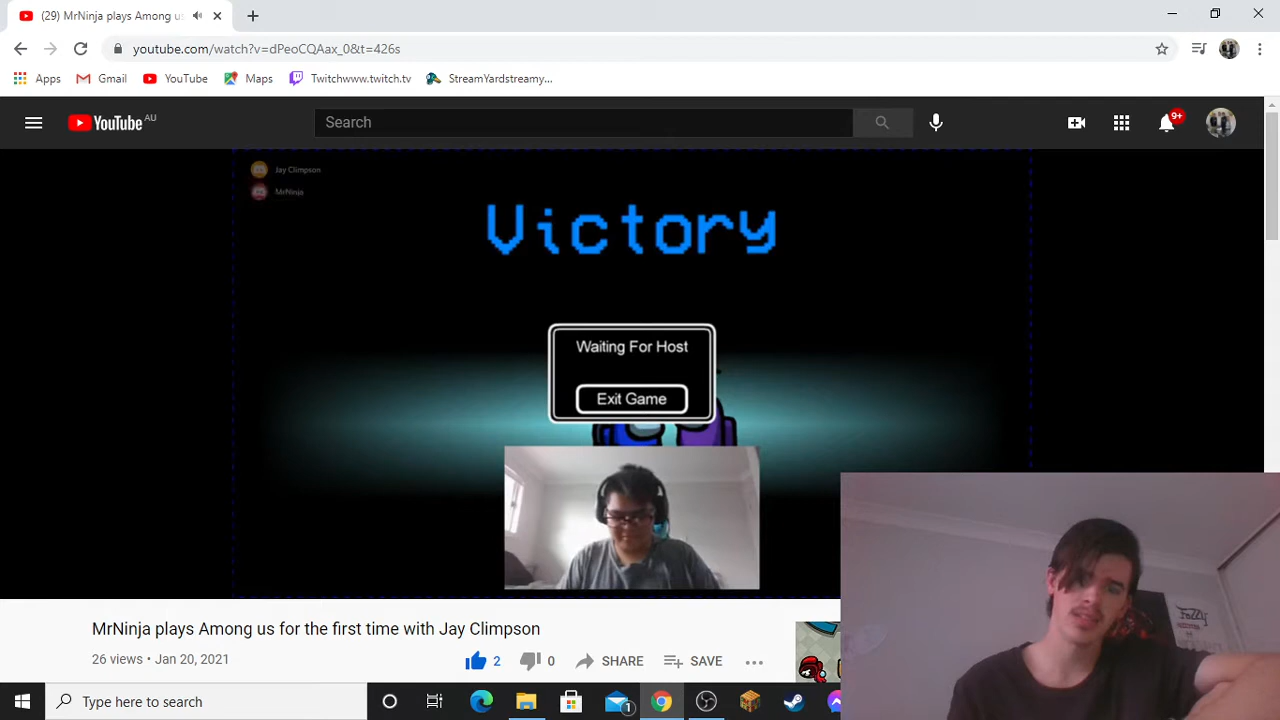 (29) MrNinja plays Among us
youtube.com/watch?v=dPeoCQAax_0&t=426s
Apps Gmail YouTube Maps Twitchwww.twitch.tv StreamYardstreamy...
YouTube AU Search 9+
Jay Climpson
MrNinja
Victory
Waiting For Host
Exit Game
MrNinja plays Among us for the first time with Jay Climpson
26 views • Jan 20, 2021 2 0 SHARE SAVE
Type here to search 1